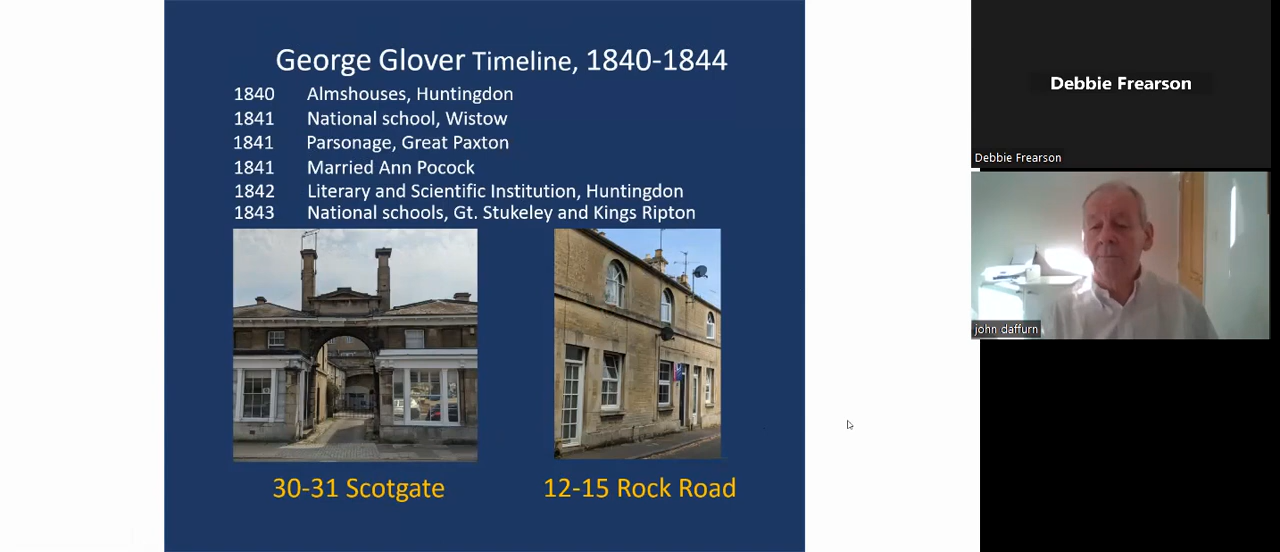 George Glover Timeline, 1840-1844
1840 Almshouses, Huntingdon
1841 National school, Wistow
1841 Parsonage, Great Paxton
1841 Married Ann Pocock
1842 Literary and Scientific Institution, Huntingdon
1843 National schools, Gt. Stukeley and Kings Ripton
30-31 Scotgate
12-15 Rock Road
Debbie Frearson
Debbie Frearson
john daffurn